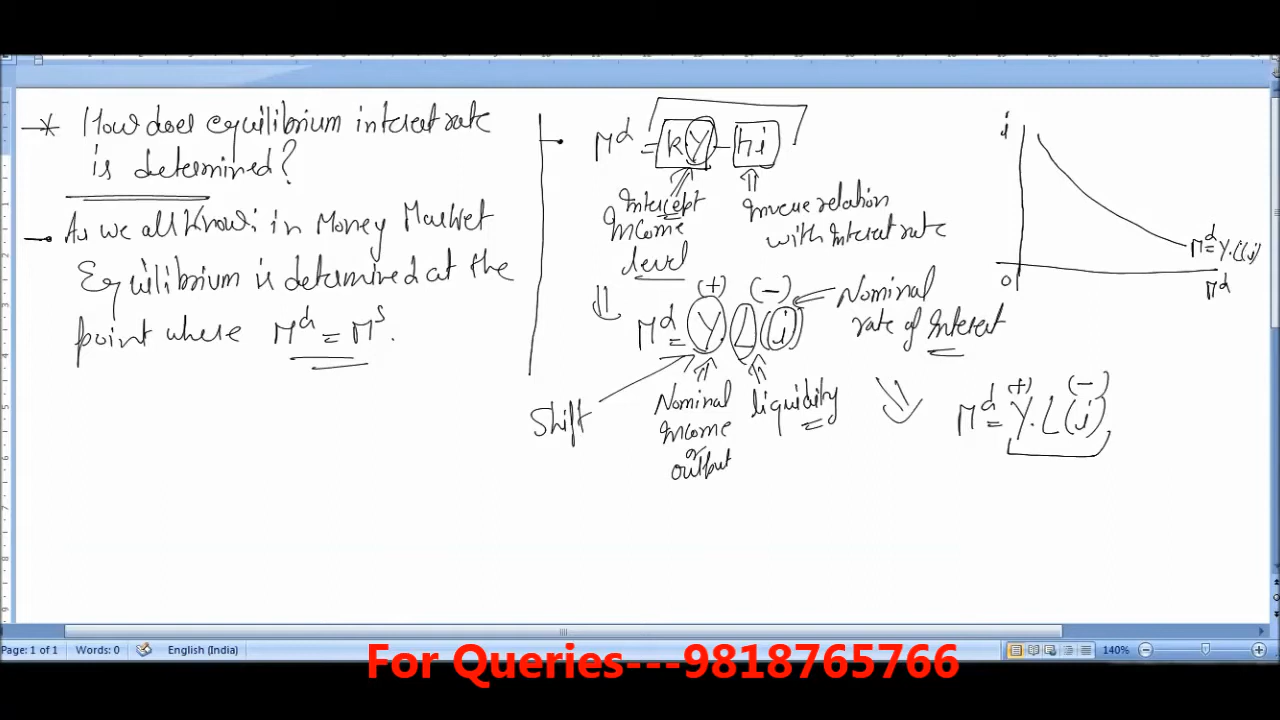 * How does equilibrium interest rate
is determined?
As we all know: in Money Market
Equilibrium is determined at the
point where Mᵈ = Mˢ.
Mᵈ = kY - hi
Intercept
Income
level
Inverse relation
with Interest rate
(+) (-)
Mᵈ = Y. L(i)
Nominal
rate of Interest
Shift
Nominal
Income
or
output
liquidity
(+) (-)
Mᵈ = Y. L(i)
i
Mᵈ = Y.L(i)
0
Mᵈ
Page: 1 of 1 Words: 0 English (India) 140%
For Queries---9818765766